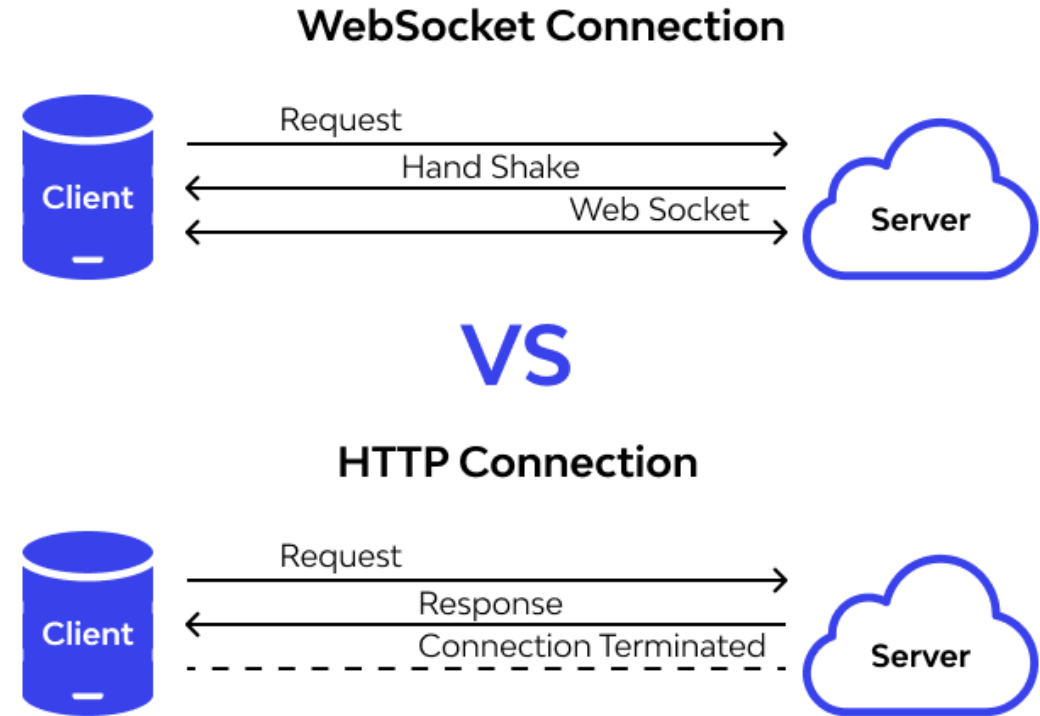 WebSocket Connection
Request
Hand Shake
Client
Web Socket
Server
VS
HTTP Connection
Request
Response
Client
Connection Terminated
Server